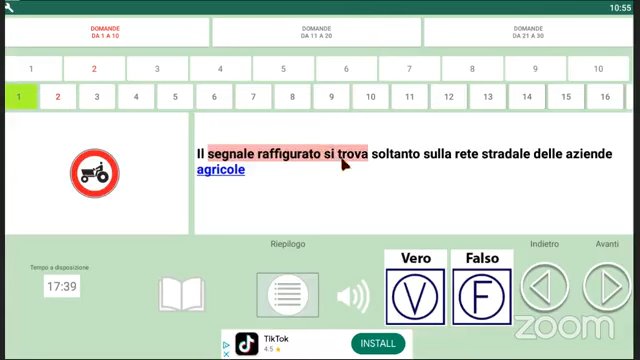 10:55
DOMANDE
DA 1 A 10
DOMANDE
DA 11 A 20
DOMANDE
DA 21 A 30
1 2 3 4 5 6 7 8 9 10
1 2 3 4 5 6 7 8 9 10 11 12 13 14 15 16
Il segnale raffigurato si trova soltanto sulla rete stradale delle aziende
agricole
Riepilogo
Vero
Falso
Indietro
Avanti
Tempo a disposizione
17:39
V
F
zoom
TikTok
4.5
INSTALL